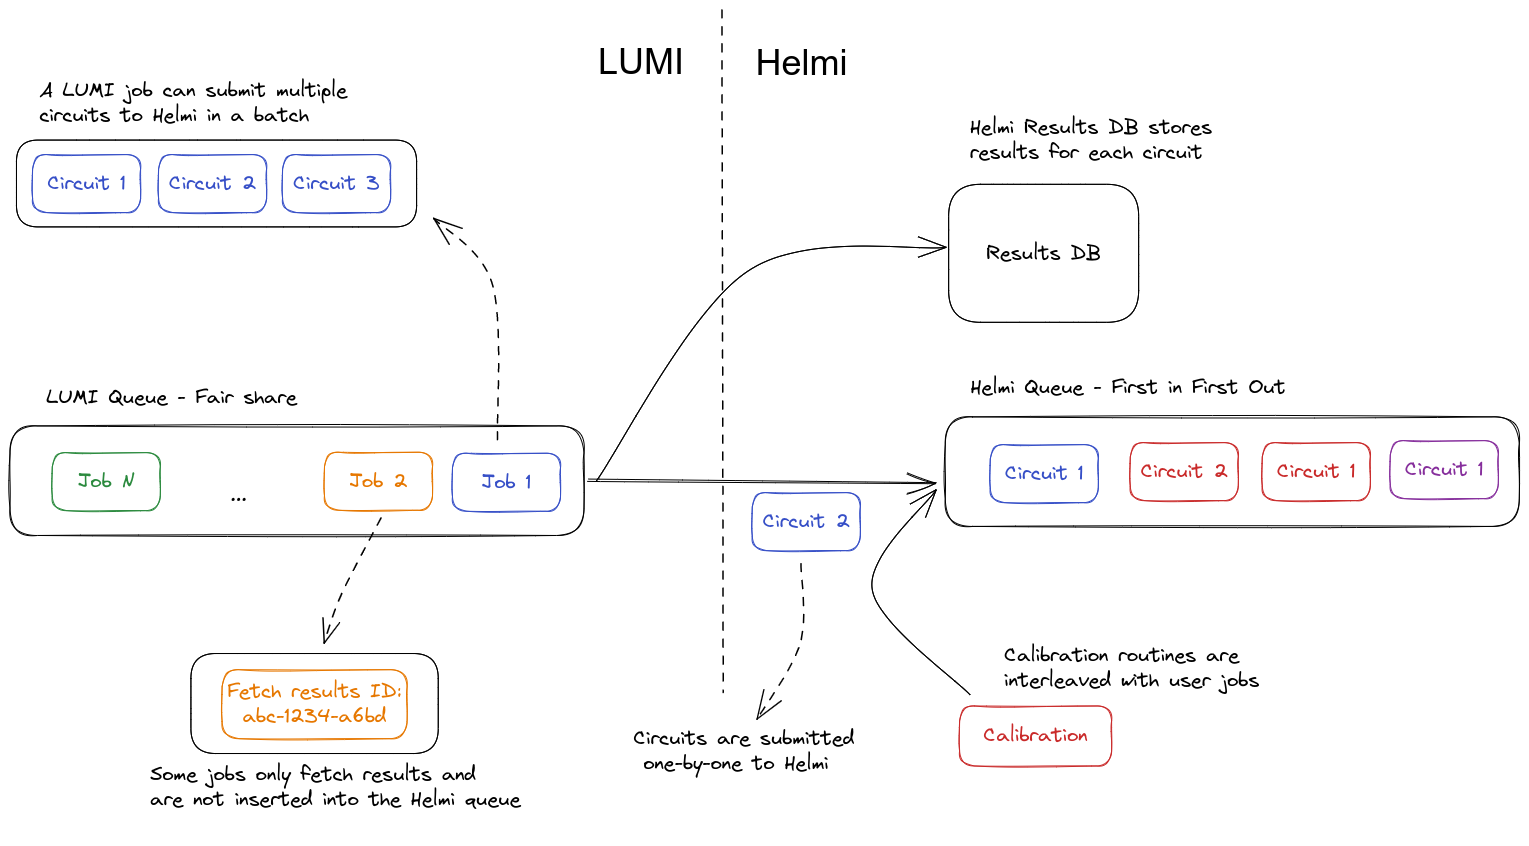 LUMI
Helmi
A LUMI job can submit multiple
circuits to Helmi in a batch
Circuit 1
Circuit 2
Circuit 3
Helmi Results DB stores
results for each circuit
Results DB
LUMI Queue - Fair share
Job N
...
Job 2
Job 1
Helmi Queue - First in First Out
Circuit 1
Circuit 2
Circuit 1
Circuit 1
Circuit 2
Fetch results ID:
abc-1234-a6bd
Some jobs only fetch results and
are not inserted into the Helmi queue
Circuits are submitted
one-by-one to Helmi
Calibration routines are
interleaved with user jobs
Calibration